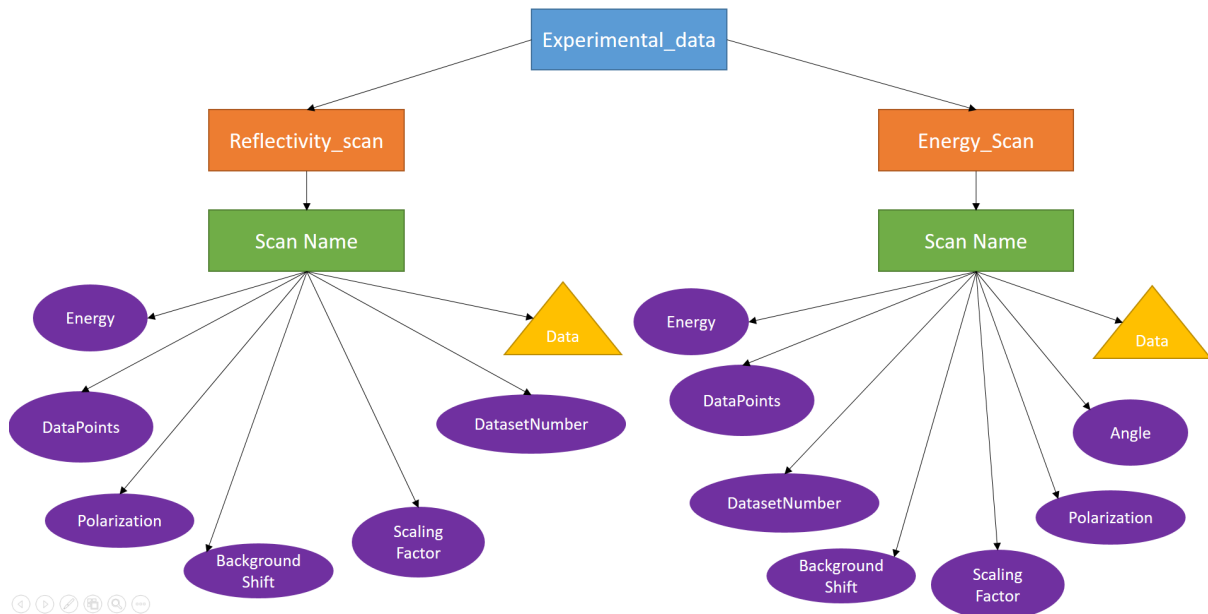 Experimental_data
Reflectivity_scan
Energy_Scan
Scan Name
Scan Name
Energy
Data
Energy
Data
DataPoints
DatasetNumber
DataPoints
Angle
Polarization
Scaling
Factor
Background
Shift
DatasetNumber
Polarization
Background
Shift
Scaling
Factor